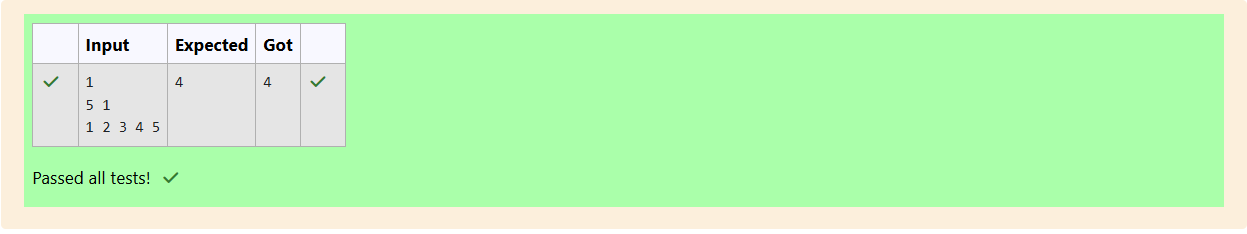 Input Expected Got
1 4 4
5 1
1 2 3 4 5
Passed all tests!